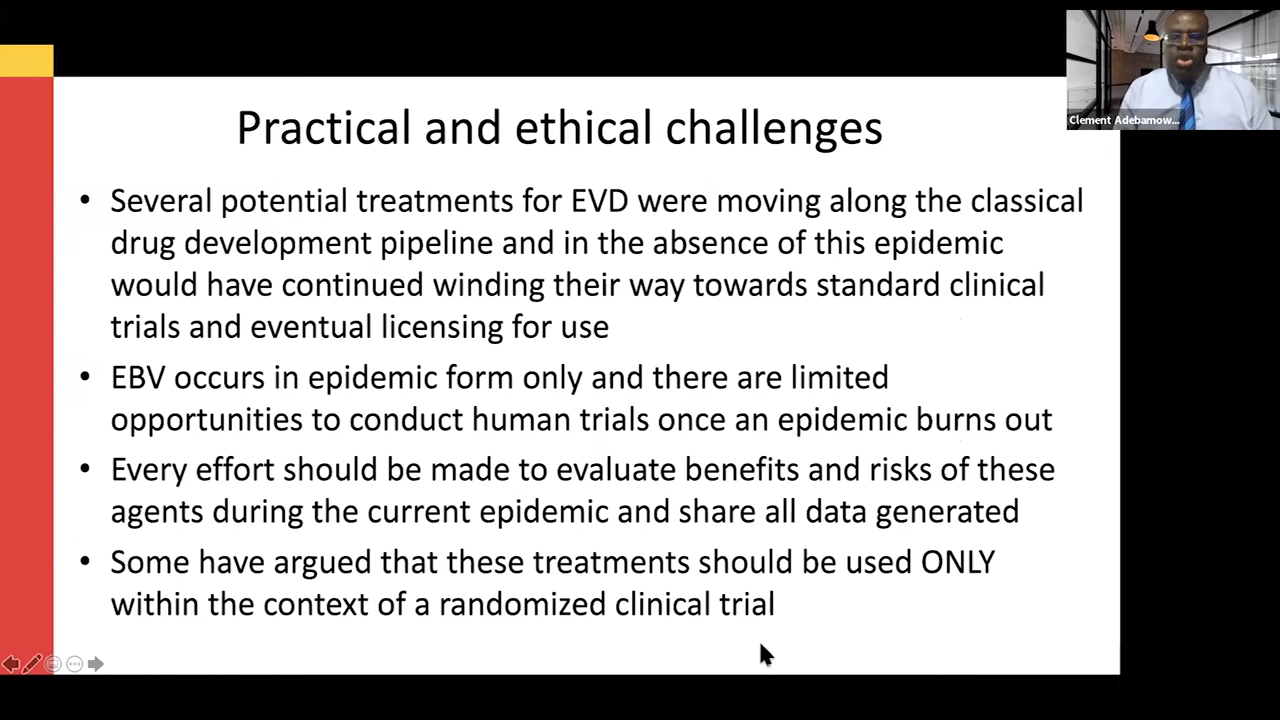 Clement Adebamow...
Practical and ethical challenges
• Several potential treatments for EVD were moving along the classical
drug development pipeline and in the absence of this epidemic
would have continued winding their way towards standard clinical
trials and eventual licensing for use
• EBV occurs in epidemic form only and there are limited
opportunities to conduct human trials once an epidemic burns out
• Every effort should be made to evaluate benefits and risks of these
agents during the current epidemic and share all data generated
• Some have argued that these treatments should be used ONLY
within the context of a randomized clinical trial